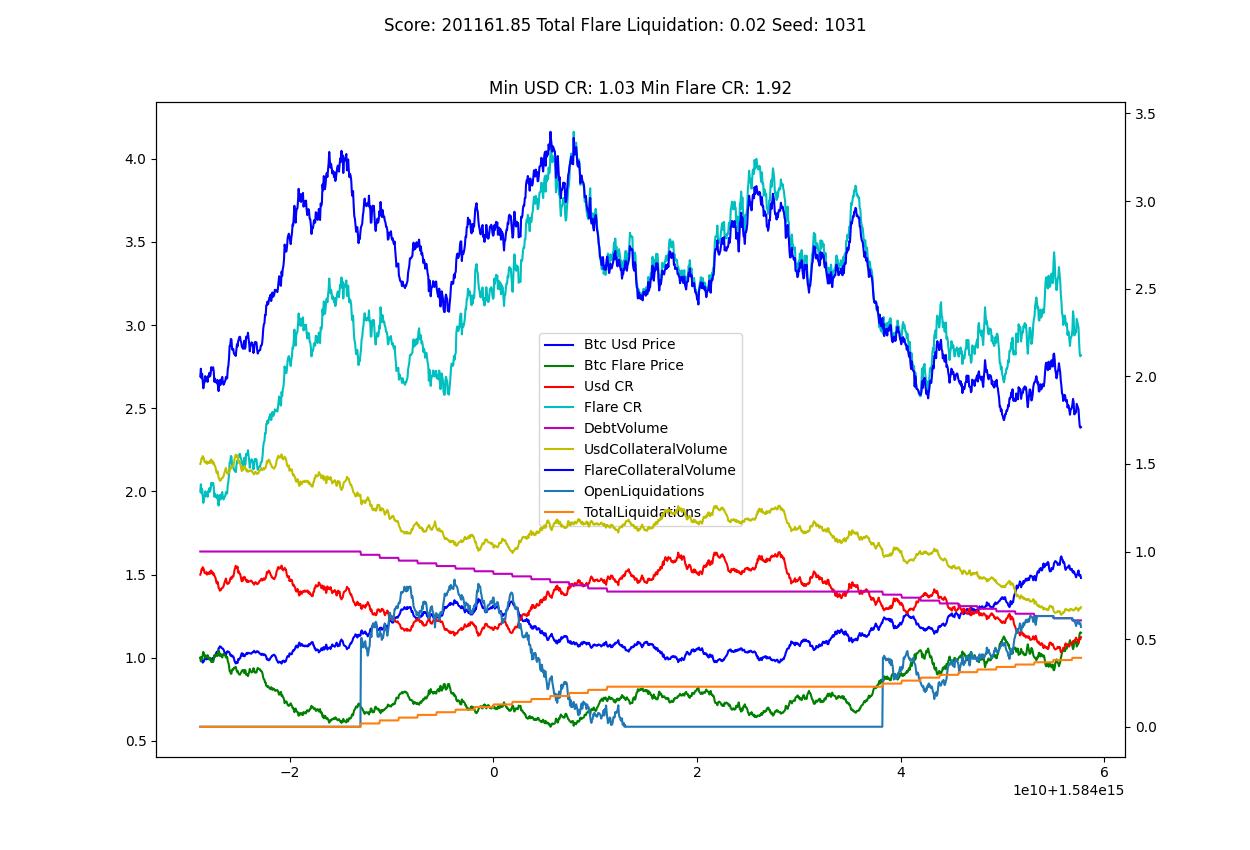 Score: 201161.85 Total Flare Liquidation: 0.02 Seed: 1031
Min USD CR: 1.03 Min Flare CR: 1.92
4.0
3.5
3.0
2.5
2.0
1.5
1.0
0.5
Btc Usd Price
Btc Flare Price
Usd CR
Flare CR
DebtVolume
UsdCollateralVolume
FlareCollateralVolume
OpenLiquidations
TotalLiquidations
3.5
3.0
2.5
2.0
1.5
1.0
0.5
0.0
−2 0 2 4 6
1e10+1.584e15